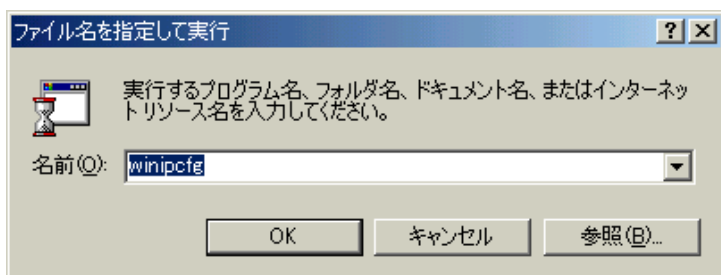 ファイル名を指定して実行
実行するプログラム名、フォルダ名、ドキュメント名、またはインターネッ
トリソース名を入力してください。
名前(O): winipcfg
OK キャンセル 参照(B)...